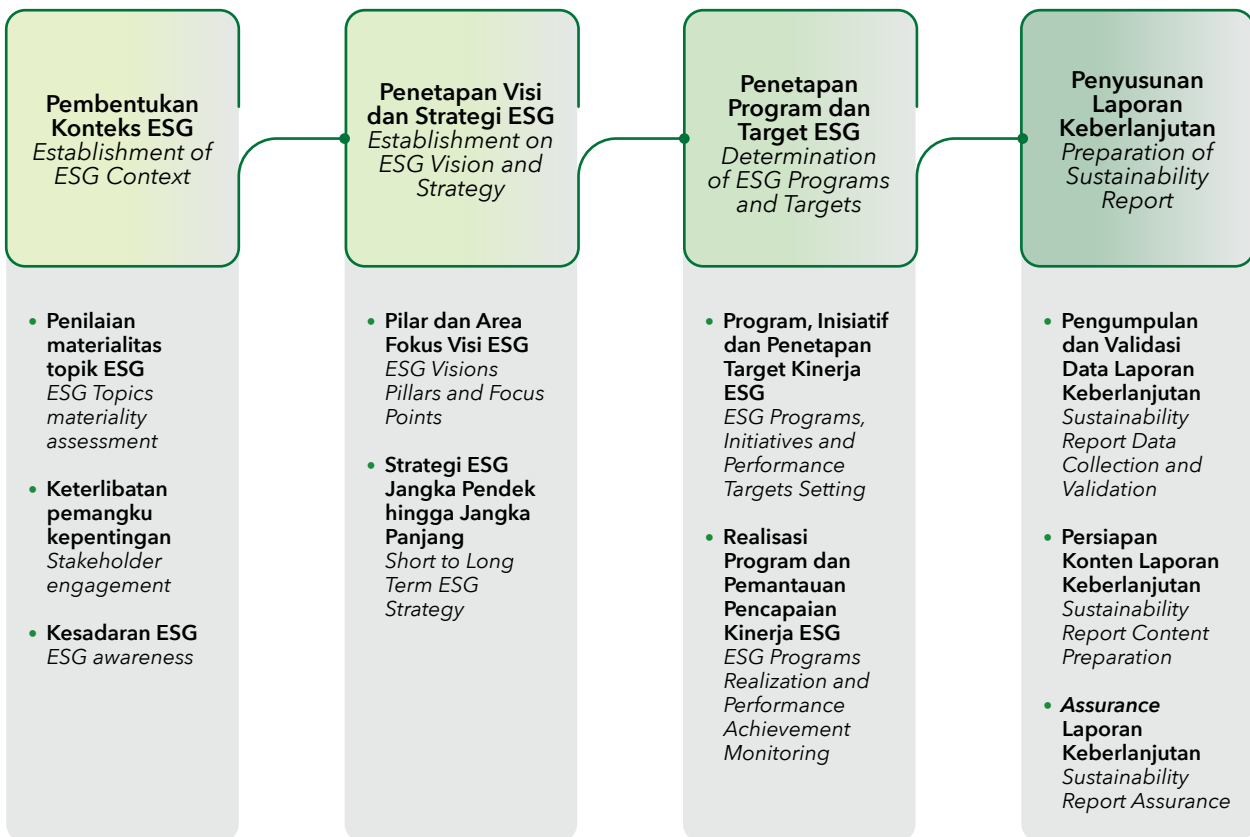 Pembentukan
Konteks ESG
Establishment of
ESG Context
• Penilaian
materialitas
topik ESG
ESG Topics
materiality
assessment
• Keterlibatan
pemangku
kepentingan
Stakeholder
engagement
• Kesadaran ESG
ESG awareness
Penetapan Visi
dan Strategi ESG
Establishment on
ESG Vision and
Strategy
• Pilar dan Area
Fokus Visi ESG
ESG Visions
Pillars and Focus
Points
• Strategi ESG
Jangka Pendek
hingga Jangka
Panjang
Short to Long
Term ESG
Strategy
Penetapan
Program dan
Target ESG
Determination
of ESG Programs
and Targets
• Program, Inisiatif
dan Penetapan
Target Kinerja
ESG
ESG Programs,
Initiatives and
Performance
Targets Setting
• Realisasi
Program dan
Pemantauan
Pencapaian
Kinerja ESG
ESG Programs
Realization and
Performance
Achievement
Monitoring
Penyusunan
Laporan
Keberlanjutan
Preparation of
Sustainability
Report
• Pengumpulan
dan Validasi
Data Laporan
Keberlanjutan
Sustainability
Report Data
Collection and
Validation
• Persiapan
Konten Laporan
Keberlanjutan
Sustainability
Report Content
Preparation
• Assurance
Laporan
Keberlanjutan
Sustainability
Report Assurance